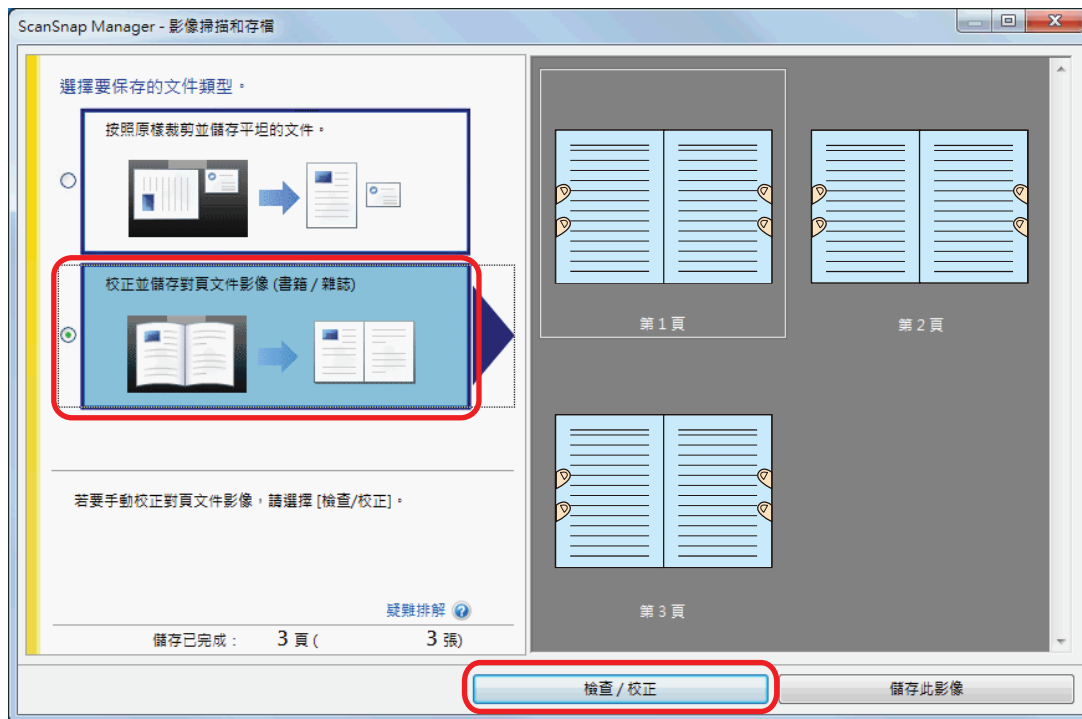 ScanSnap Manager - 影像掃描和存檔
選擇要保存的文件類型。
按照原樣裁剪並儲存平坦的文件。
校正並儲存對頁文件影像 (書籍 / 雜誌)
若要手動校正對頁文件影像，請選擇 [檢查/校正]。
疑難排解
儲存已完成： 3 頁 ( 3 張)
第 1 頁
第 2 頁
第 3 頁
檢查 / 校正
儲存此影像